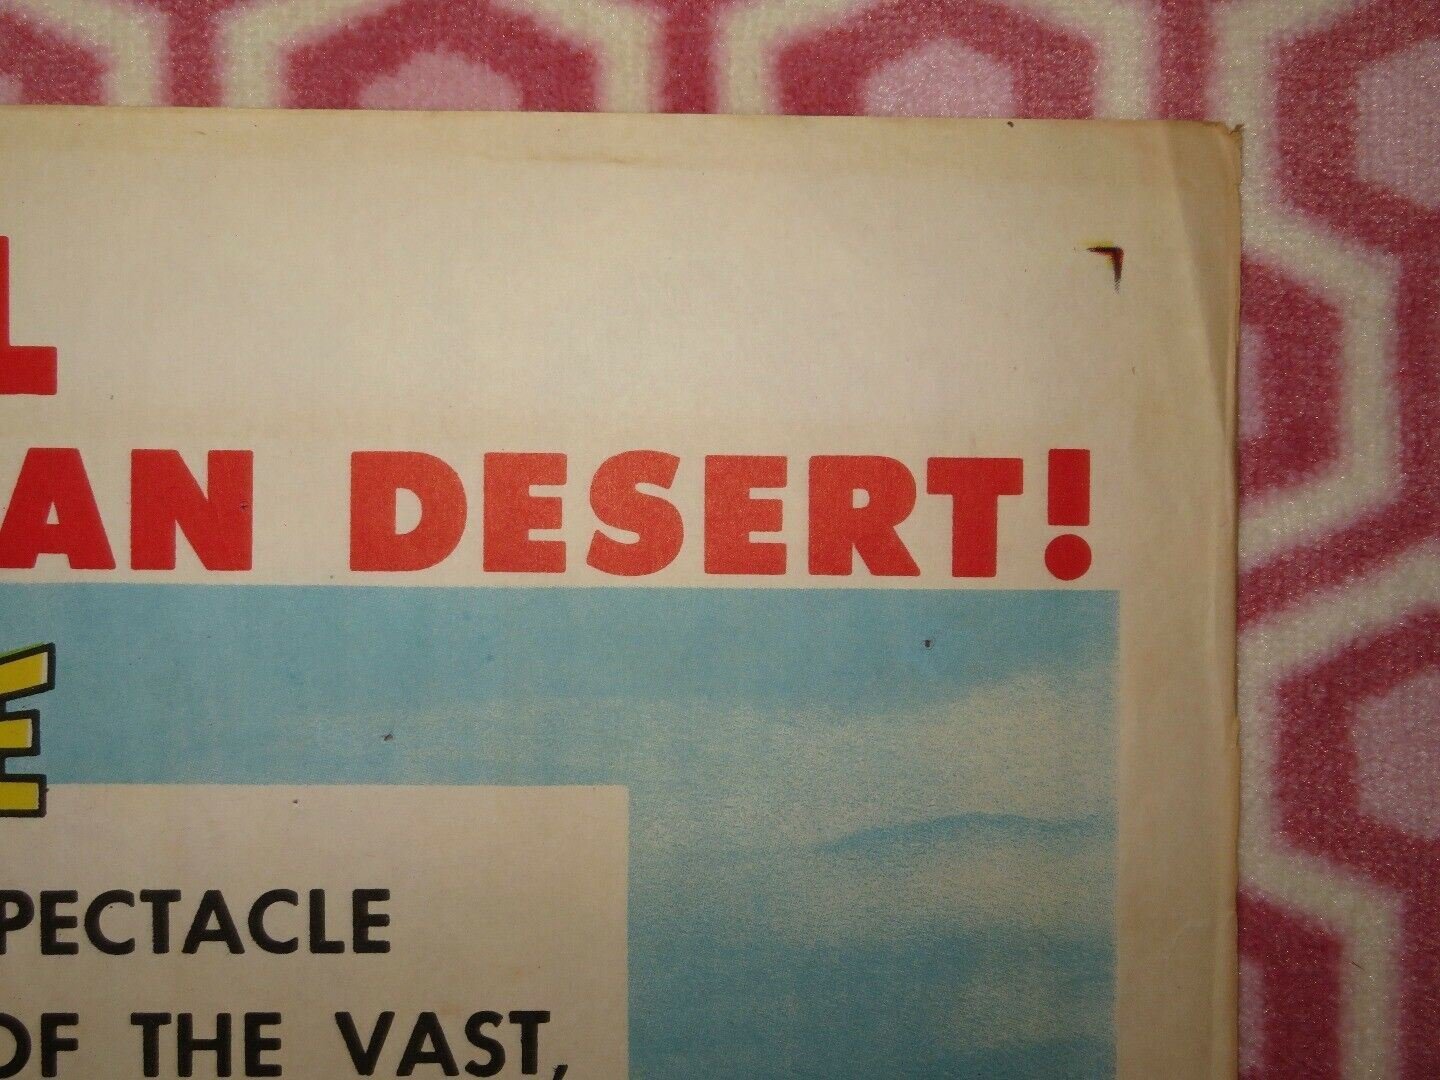 L
AN DESERT!
E
PECTACLE
OF THE VAST,